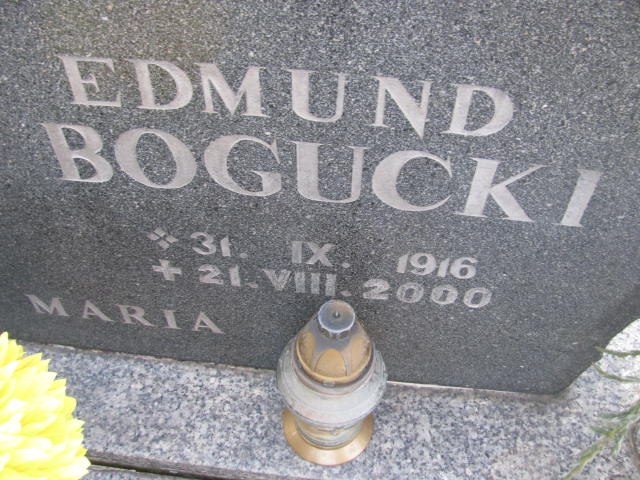 EDMUND
BOGUCKI
* 31. IX. 1916
+ 21. VIII. 2000
MARIA